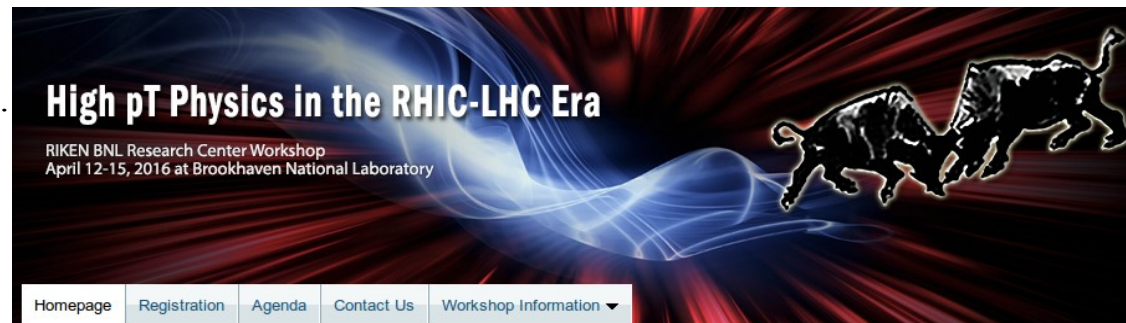 High pT Physics in the RHIC-LHC Era
RIKEN BNL Research Center Workshop
April 12-15, 2016 at Brookhaven National Laboratory
Homepage Registration Agenda Contact Us Workshop Information